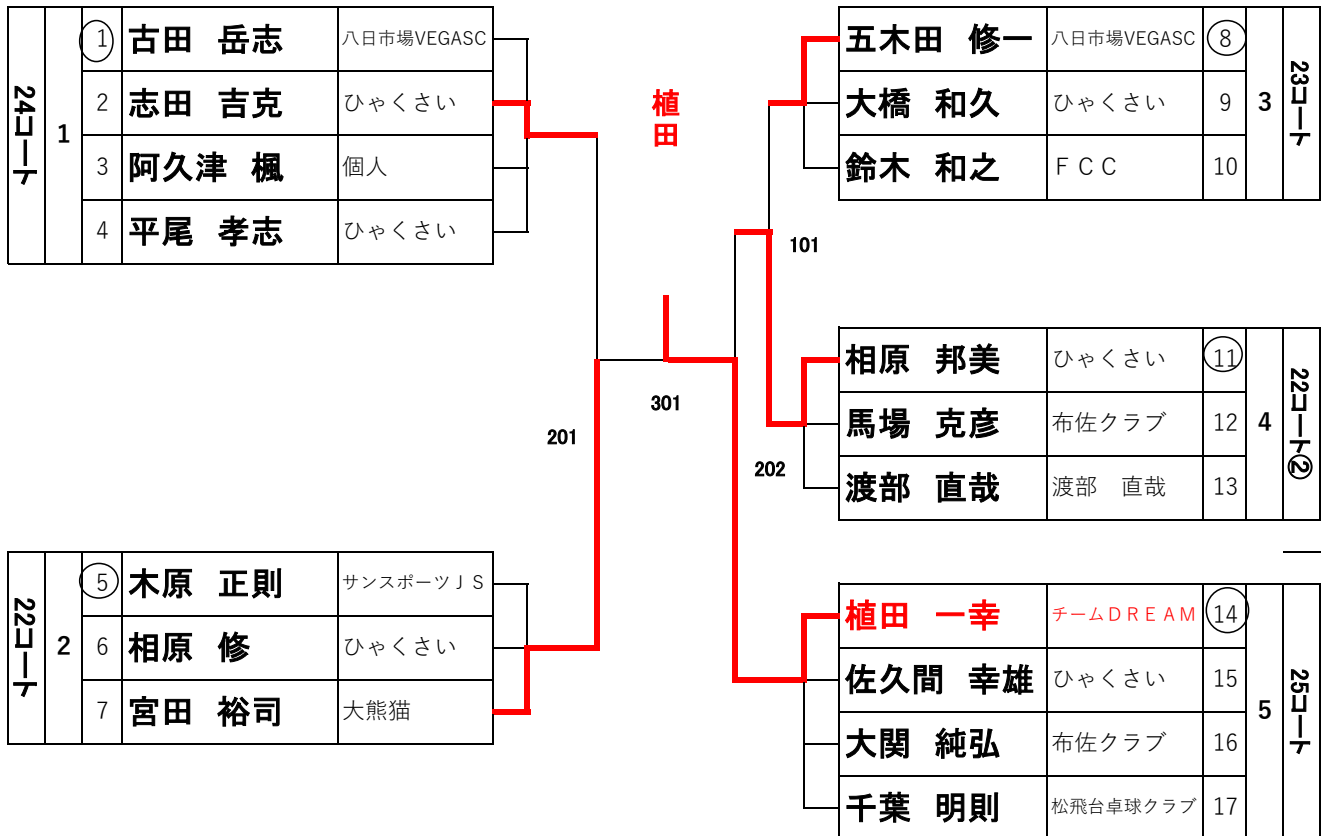 24コート
1
1 古田 岳志 八日市場VEGASC
2 志田 吉克 ひゃくさい
3 阿久津 楓 個人
4 平尾 孝志 ひゃくさい
22コート
2
5 木原 正則 サンスポーツＪＳ
6 相原 修 ひゃくさい
7 宮田 裕司 大熊猫
植田
201
301
101
202
五木田 修一 八日市場VEGASC 8
大橋 和久 ひゃくさい 9
鈴木 和之 ＦＣＣ 10
3
23コート
相原 邦美 ひゃくさい 11
馬場 克彦 布佐クラブ 12
渡部 直哉 渡部　直哉 13
4
22コート②
植田 一幸 チームＤＲＥＡＭ 14
佐久間 幸雄 ひゃくさい 15
大関 純弘 布佐クラブ 16
千葉 明則 松飛台卓球クラブ 17
5
25コート